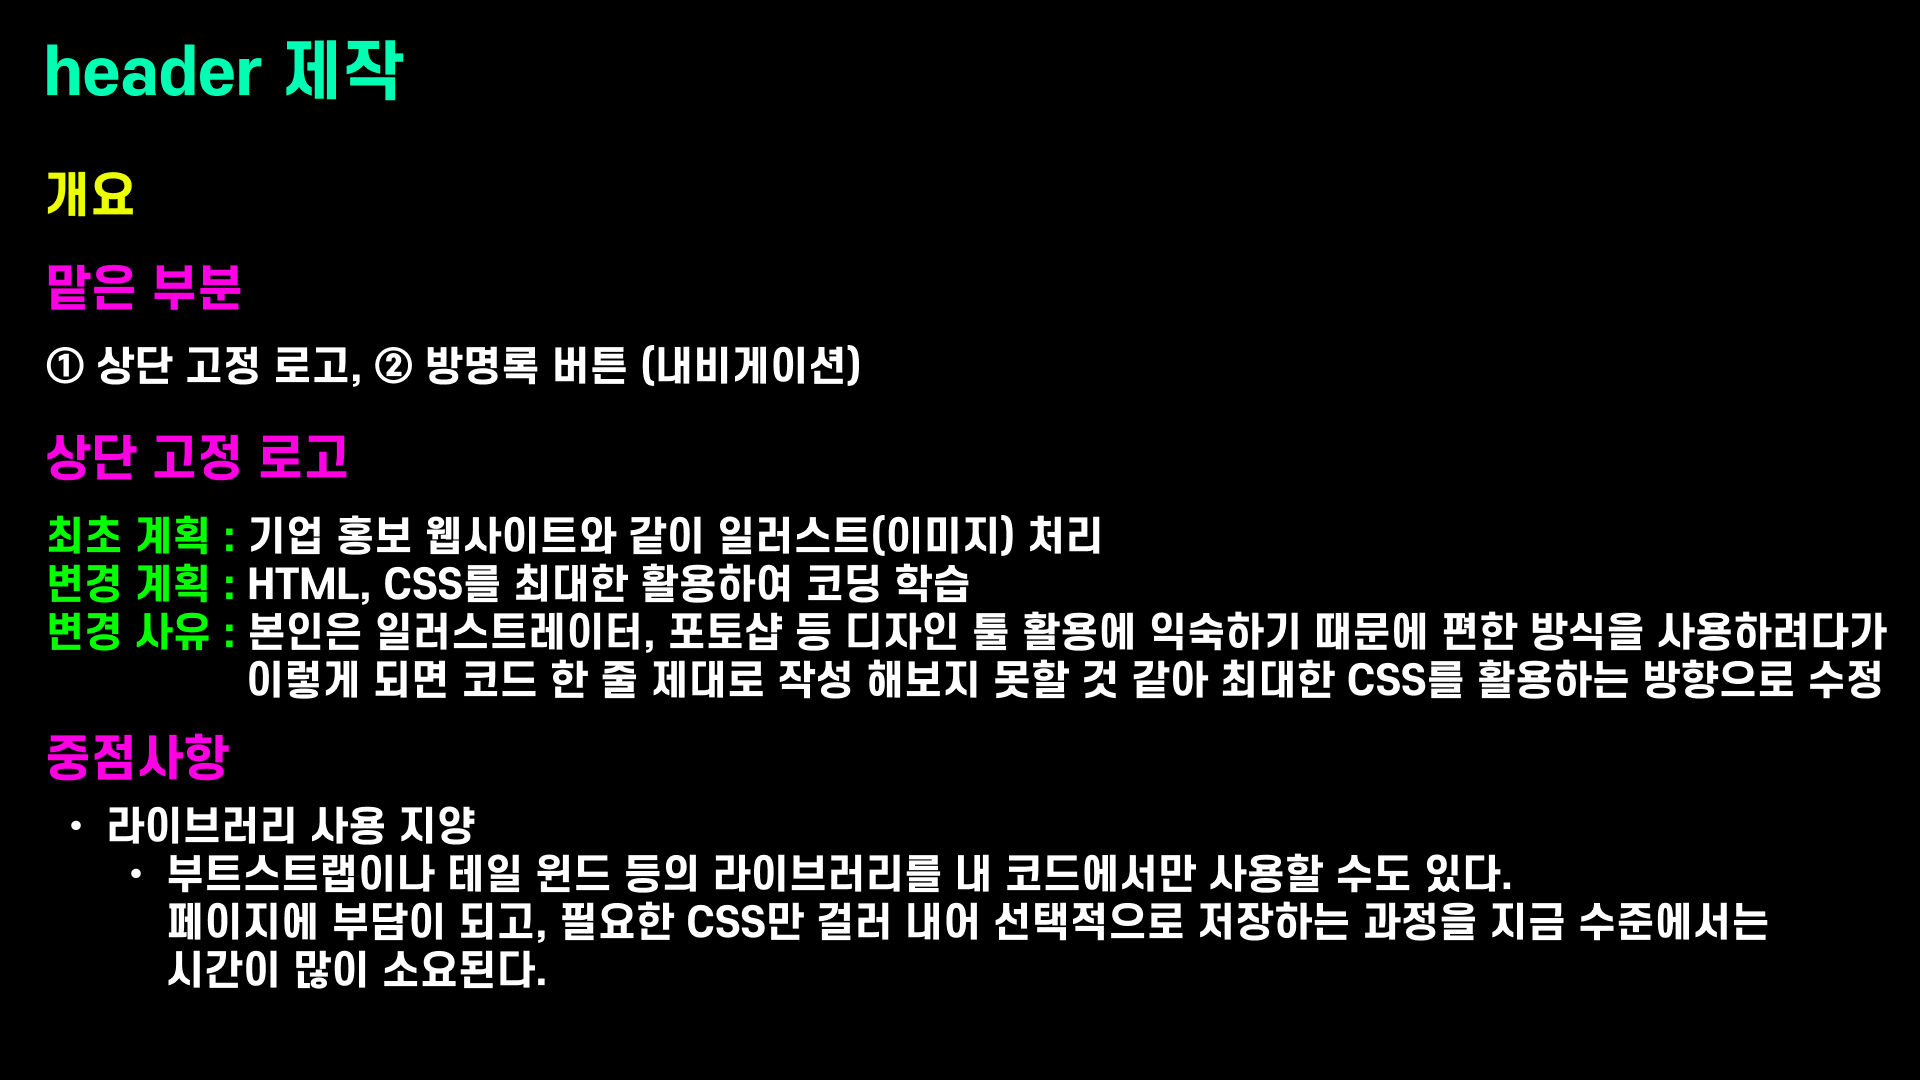 header 제작
개요
맡은 부분
① 상단 고정 로고, ② 방명록 버튼 (내비게이션)
상단 고정 로고
최초 계획 : 기업 홍보 웹사이트와 같이 일러스트(이미지) 처리
변경 계획 : HTML, CSS를 최대한 활용하여 코딩 학습
변경 사유 : 본인은 일러스트레이터, 포토샵 등 디자인 툴 활용에 익숙하기 때문에 편한 방식을 사용하려다가
이렇게 되면 코드 한 줄 제대로 작성 해보지 못할 것 같아 최대한 CSS를 활용하는 방향으로 수정
중점사항
• 라이브러리 사용 지양
• 부트스트랩이나 테일 윈드 등의 라이브러리를 내 코드에서만 사용할 수도 있다.
페이지에 부담이 되고, 필요한 CSS만 걸러 내어 선택적으로 저장하는 과정을 지금 수준에서는
시간이 많이 소요된다.